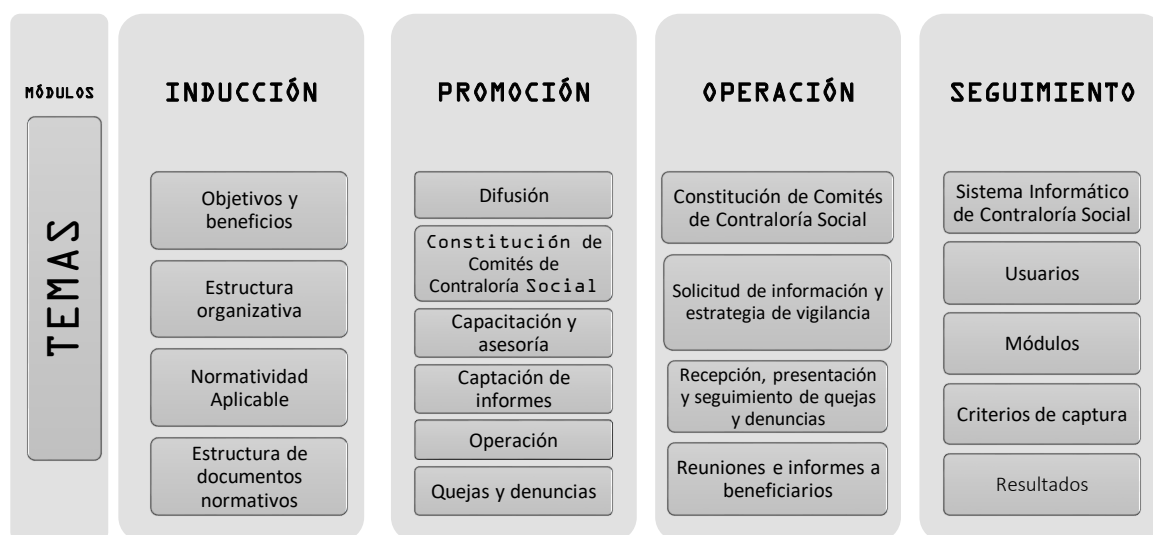 MÓDULOS
TEMAS
INDUCCIÓN
Objetivos y
beneficios
Estructura
organizativa
Normatividad
Aplicable
Estructura de
documentos
normativos
PROMOCIÓN
Difusión
Constitución de
Comités de
Contraloría Social
Capacitación y
asesoría
Captación de
informes
Operación
Quejas y denuncias
OPERACIÓN
Constitución de Comités
de Contraloría Social
Solicitud de información y
estrategia de vigilancia
Recepción, presentación
y seguimiento de quejas
y denuncias
Reuniones e informes a
beneficiarios
SEGUIMIENTO
Sistema Informático
de Contraloría Social
Usuarios
Módulos
Criterios de captura
Resultados